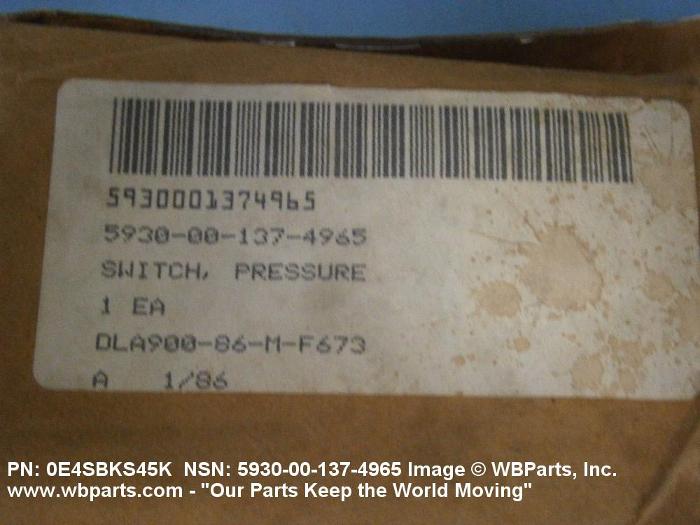 5930001374965
5930-00-137-4965
SWITCH, PRESSURE
1 EA
DLA900-86-M-F673
A 1/86
PN: 0E4SBKS45K NSN: 5930-00-137-4965 Image © WBParts, Inc.
www.wbparts.com - "Our Parts Keep the World Moving"